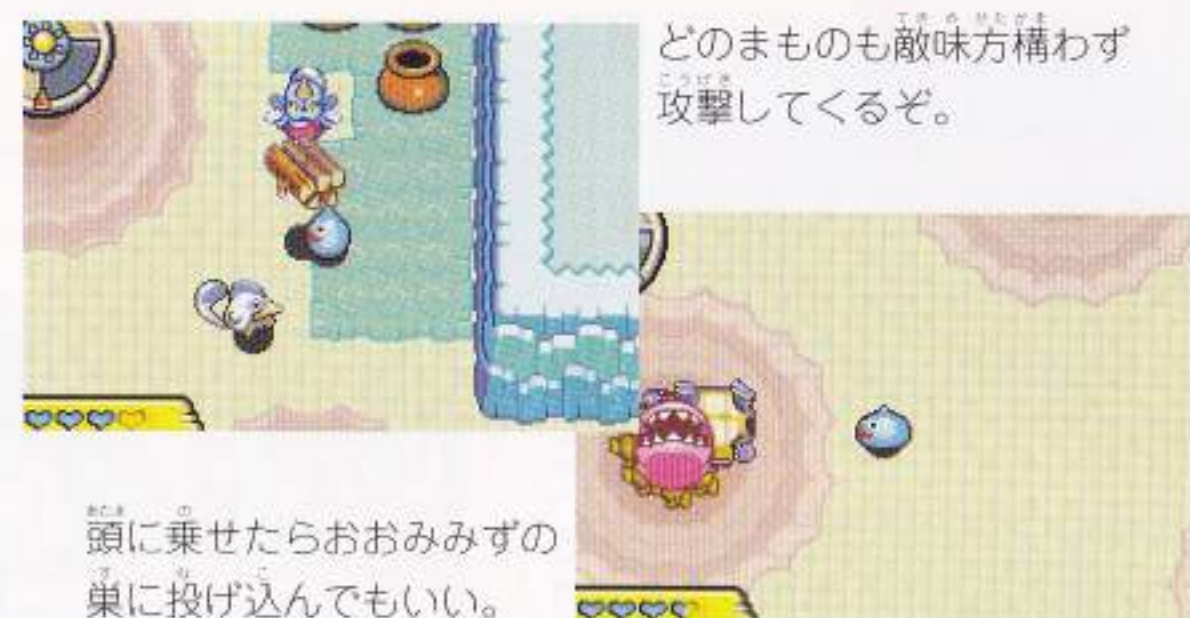 どのまものも敵味方構わず
攻撃してくるぞ。
頭に乗せたらおおみみずの
巣に投げ込んでもいい。